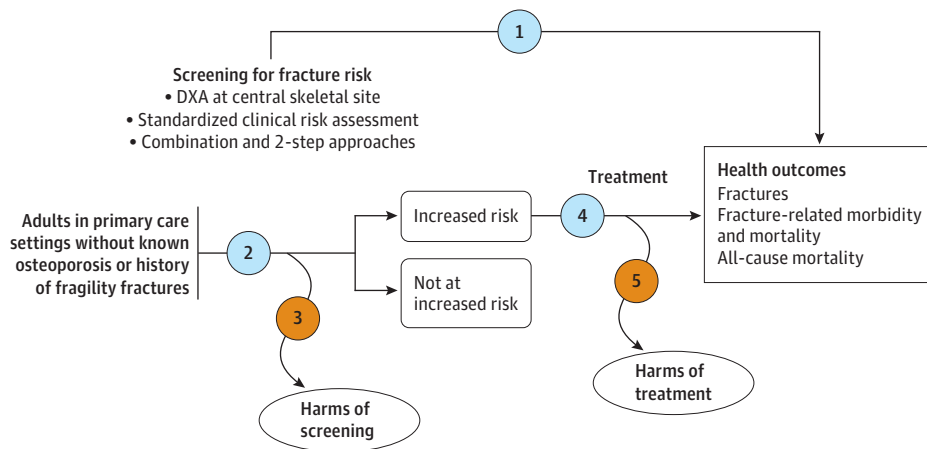 1
Screening for fracture risk
• DXA at central skeletal site
• Standardized clinical risk assessment
• Combination and 2-step approaches
Adults in primary care
settings without known
osteoporosis or history
of fragility fractures
2
3
Harms of
screening
Increased risk
Not at
increased risk
Treatment
4
5
Harms of
treatment
Health outcomes
Fractures
Fracture-related morbidity
and mortality
All-cause mortality